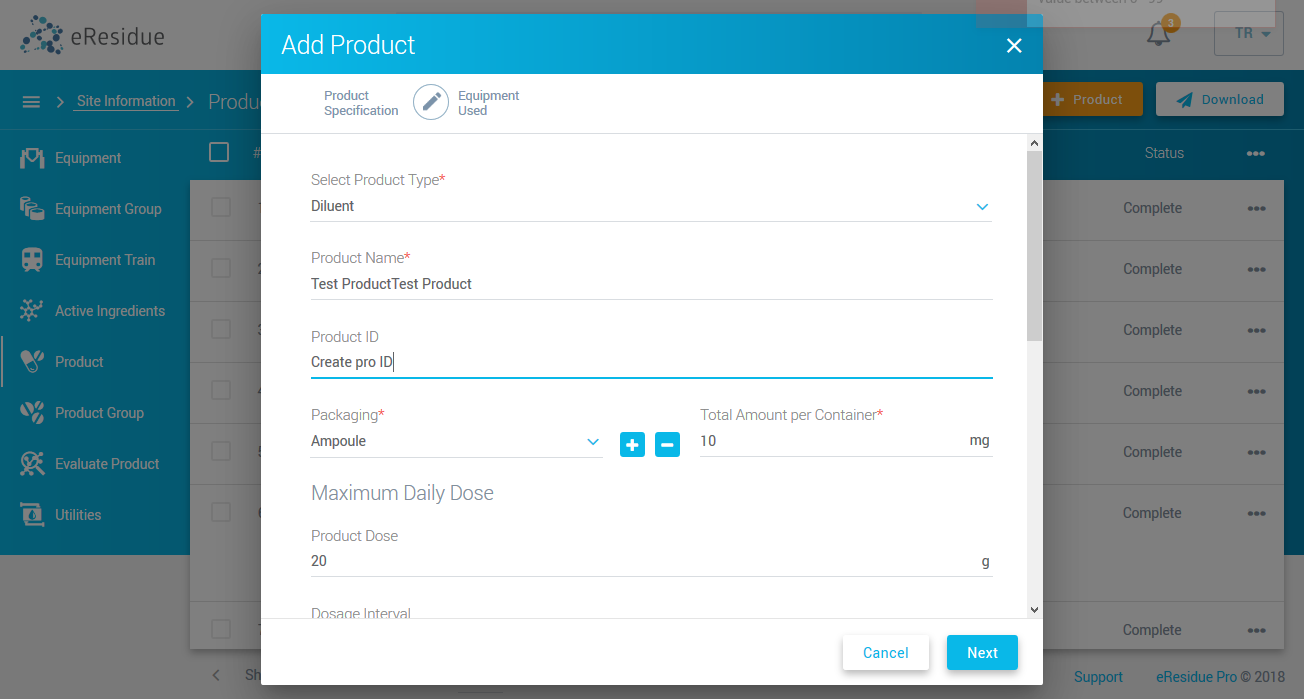 Value between 0 - 99
eResidue
3
TR
Add Product
Site Information
Produ
Product
Specification
Equipment
Used
Product
Download
Equipment
Equipment Group
Equipment Train
Active Ingredients
Product
Product Group
Evaluate Product
Utilities
#
Status
Select Product Type*
Diluent
Complete
Product Name*
Test ProductTest Product
Complete
Product ID
Create pro ID
Complete
Packaging*
Ampoule
Total Amount per Container*
10 mg
Complete
Maximum Daily Dose
Complete
Product Dose
20 g
Complete
Dosage Interval
Complete
Cancel
Next
Sh
Support
eResidue Pro © 2018